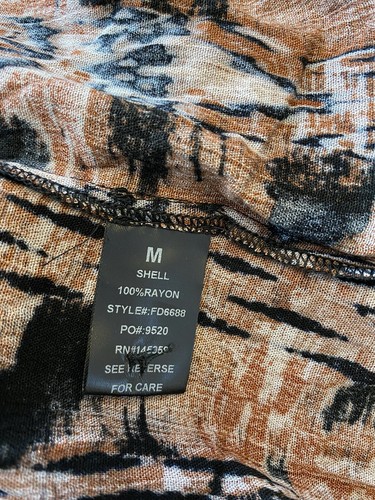 M
SHELL
100%RAYON
STYLE#:FD6688
PO#:9520
SEE REVERSE
FOR CARE